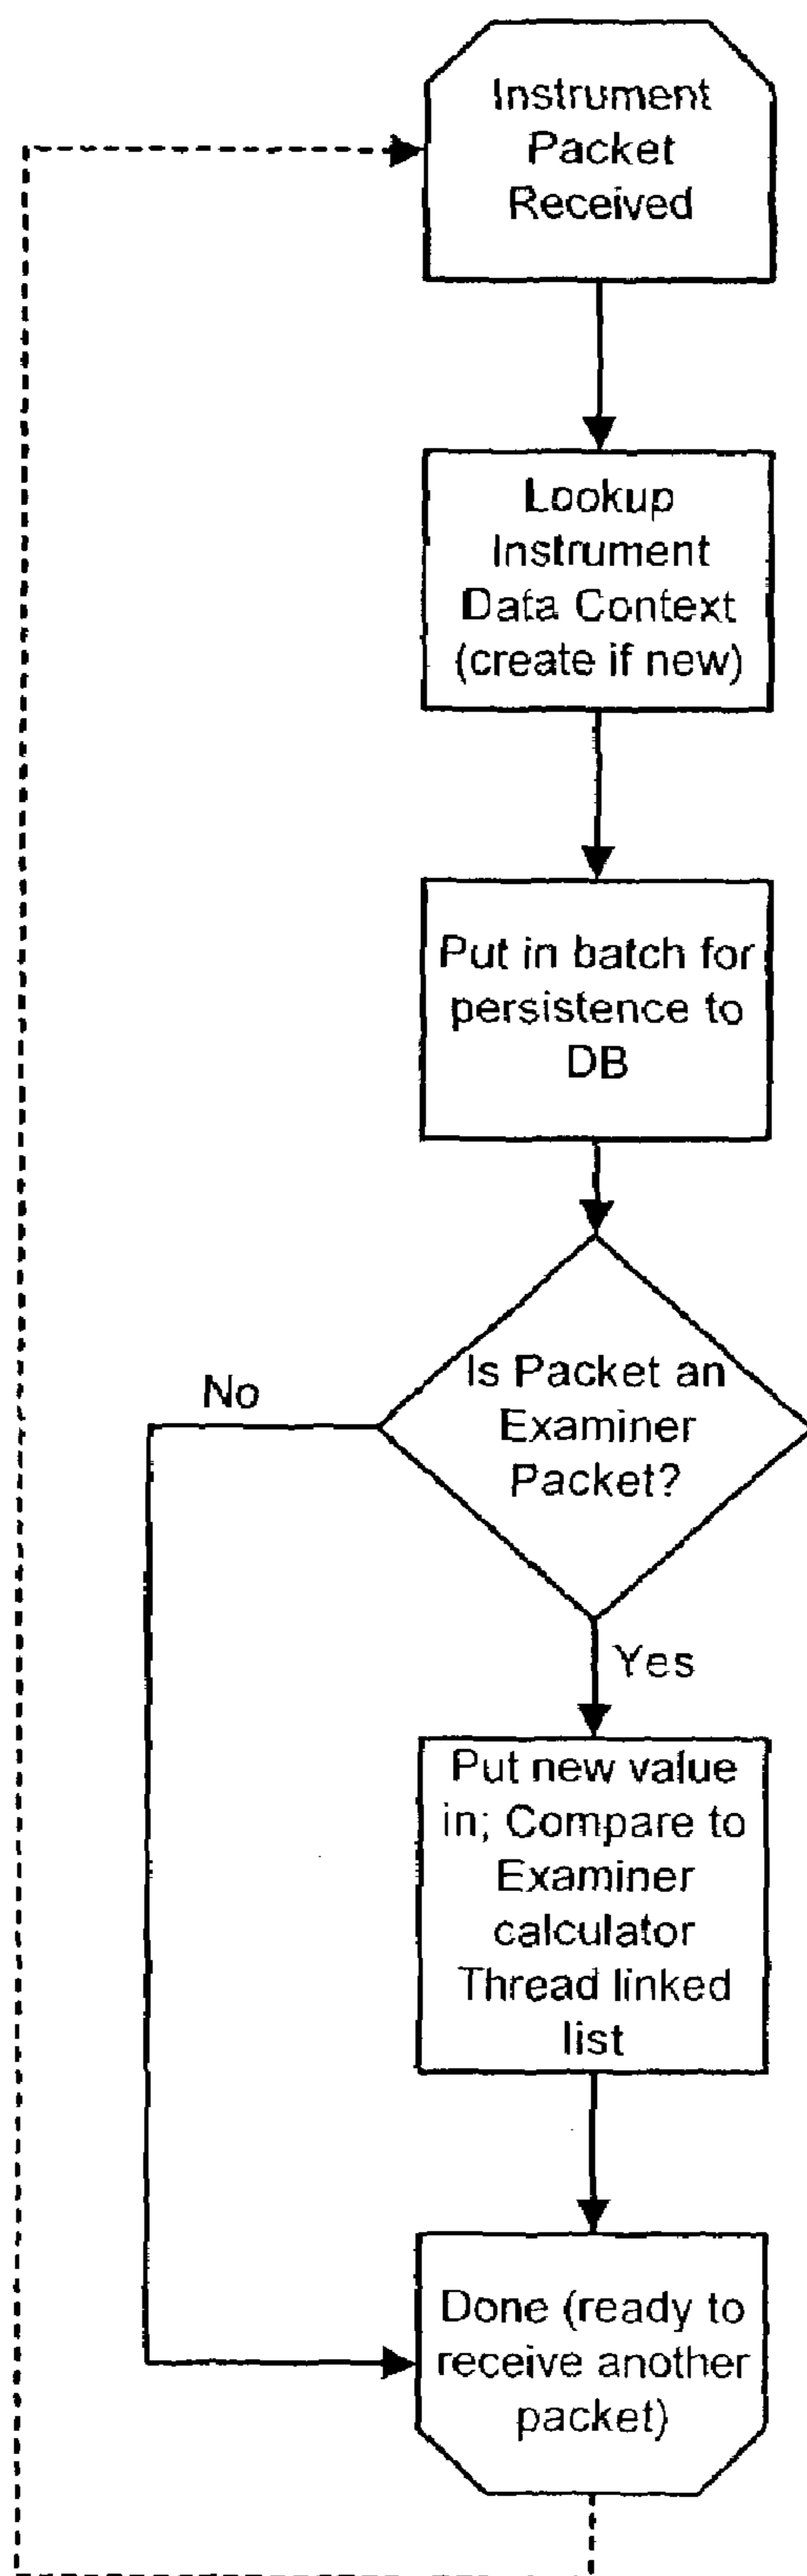 Instrument
Packet
Received
Lookup
Instrument
Data Context
(create if new)
Put in batch for
persistence to
DB
Is Packet an
Examiner
Packet?
No
Yes
Put new value
in; Compare to
Examiner
calculator
Thread linked
list
Done (ready to
receive another
packet)